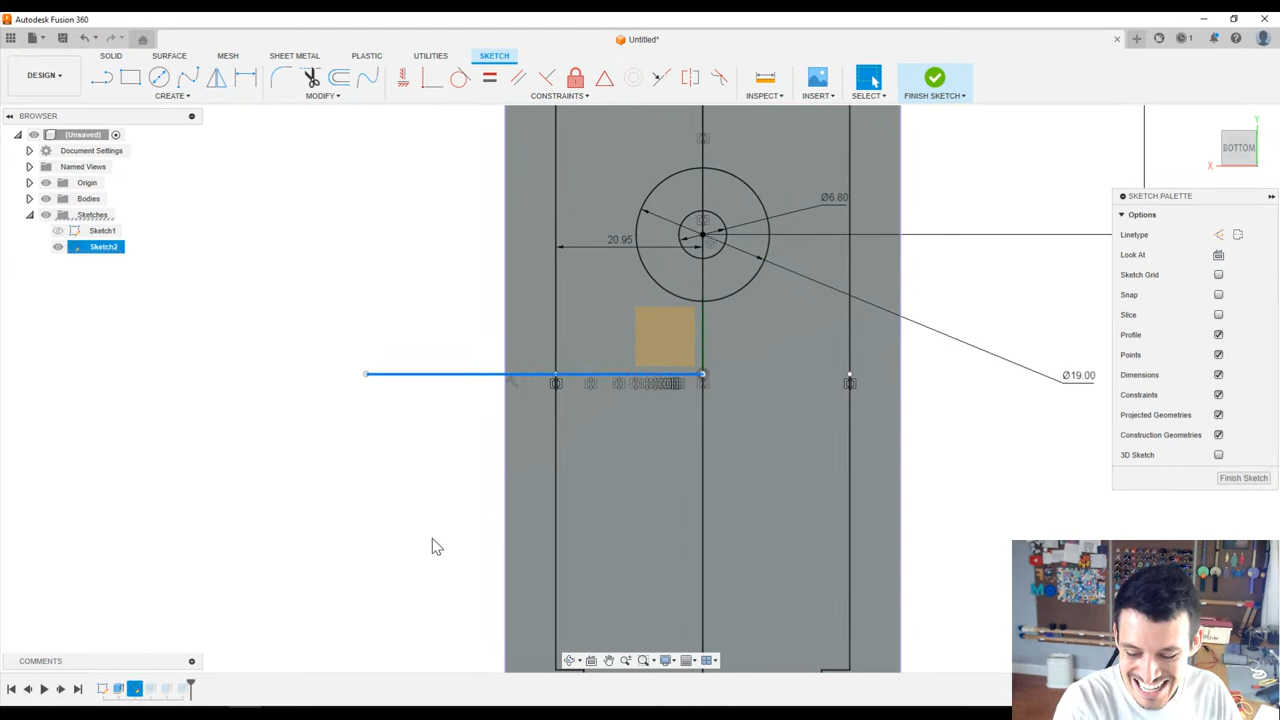 Autodesk Fusion 360
Untitled*
1
DESIGN
SOLID SURFACE MESH SHEET METAL PLASTIC UTILITIES SKETCH
CREATE MODIFY CONSTRAINTS INSPECT INSERT SELECT FINISH SKETCH
BROWSER
(Unsaved)
Document Settings
Named Views
Origin
Bodies
Sketches
Sketch1
Sketch2
Ø6.80
20.95
Ø19.00
Y
BOTTOM
X
SKETCH PALETTE
Options
Linetype
Look At
Sketch Grid
Snap
Slice
Profile
Points
Dimensions
Constraints
Projected Geometries
Construction Geometries
3D Sketch
Finish Sketch
COMMENTS